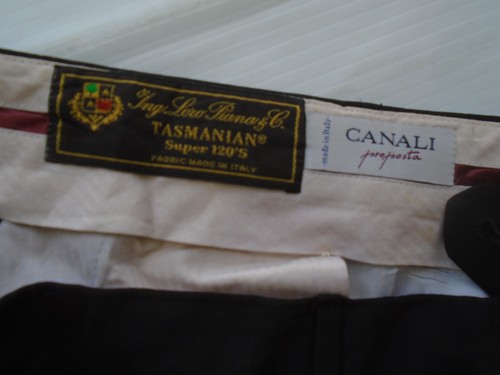 Ing. Loro Piana & C.
TASMANIAN®
Super 120'S
FABRIC MADE IN ITALY
made in Italy
CANALI
proposta